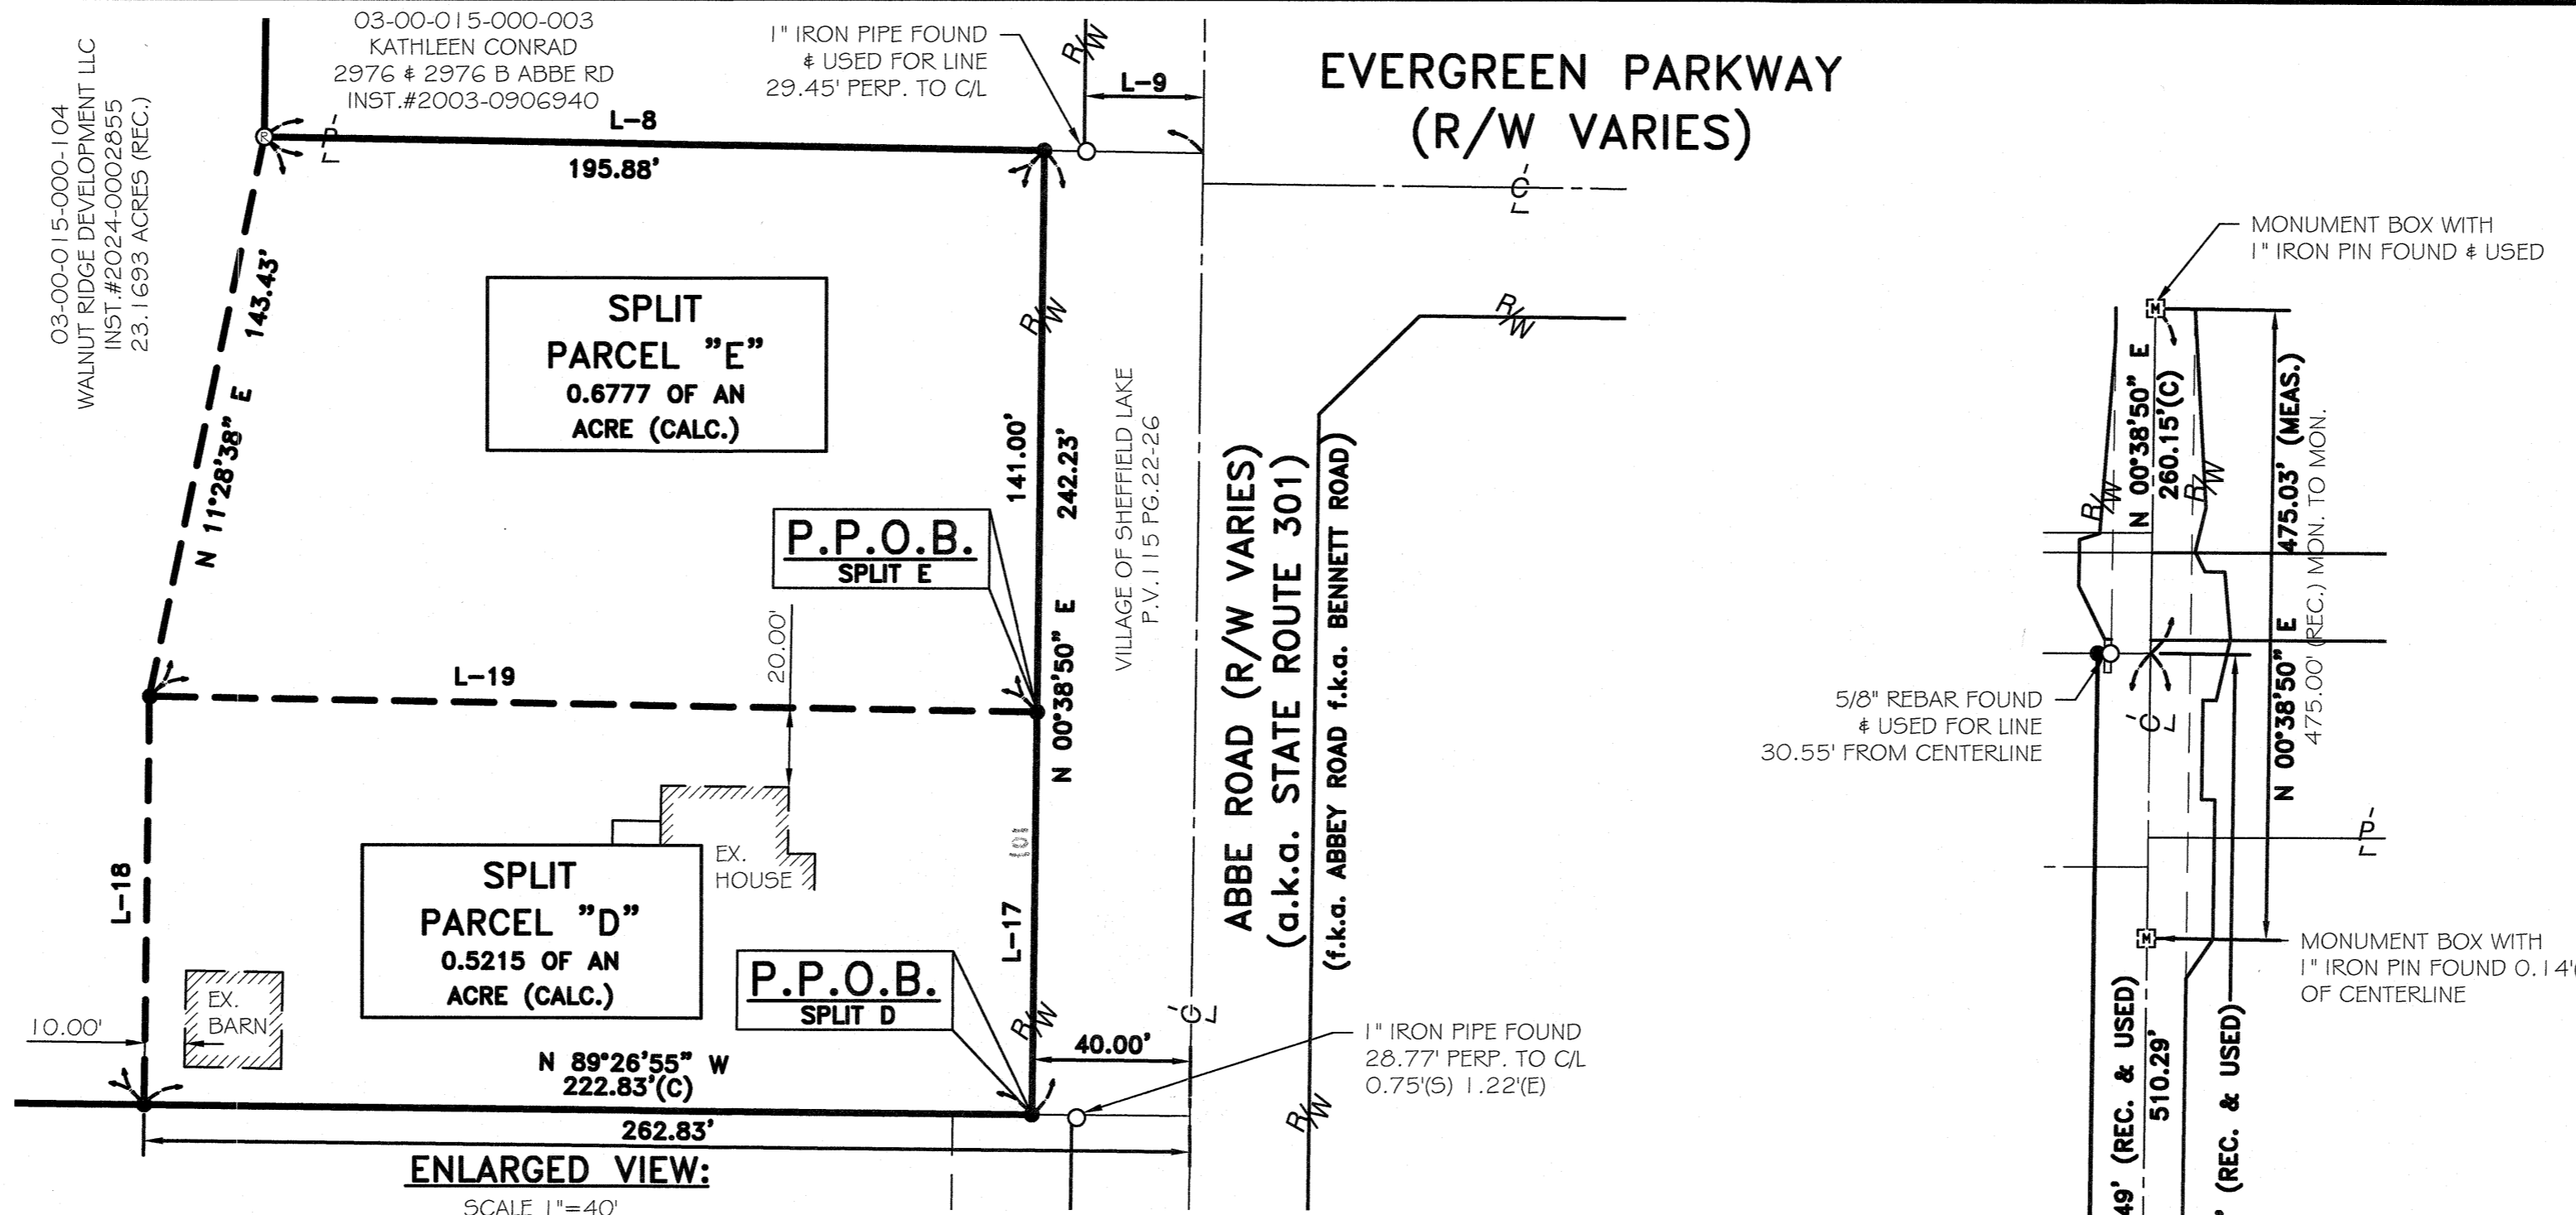 03-00-015-000-104
WALNUT RIDGE DEVELOPMENT LLC
INST.#2024-00028855
23.1693 ACRES (REC.)
03-00-015-000-003
KATHLEEN CONRAD
2976 & 2976 B ABBE RD
INST.#2003-0906940
1" IRON PIPE FOUND
& USED FOR LINE
29.45' PERP. TO C/L
R/W
L-9
EVERGREEN PARKWAY
(R/W VARIES)
R
PL
L-8
195.88'
CL
N 11°28'38" E 143.43'
SPLIT
PARCEL "E"
0.6777 OF AN
ACRE (CALC.)
R/W
R/W
141.00'
242.23'
N 00°38'50" E
P.P.O.B.
SPLIT E
VILLAGE OF SHEFFIELD LAKE
P.V.115 PG.22-26
ABBE ROAD (R/W VARIES)
(a.k.a. STATE ROUTE 301)
(f.k.a. ABBEY ROAD f.k.a. BENNETT ROAD)
L-19
20.00'
L-18
EX.
HOUSE
SPLIT
PARCEL "D"
0.5215 OF AN
ACRE (CALC.)
L-17
P.P.O.B.
SPLIT D
R/W
CL
EX.
BARN
10.00'
N 89°26'55" W
222.83'(C)
262.83'
40.00'
1" IRON PIPE FOUND
28.77' PERP. TO C/L
0.75'(S) 1.22'(E)
R/W
ENLARGED VIEW:
SCALE 1"=40'
MONUMENT BOX WITH
1" IRON PIN FOUND & USED
M
N 00°38'50" E
260.15'(C)
R/W
R/W
N 00°38'50" E 475.03' (MEAS.)
475.00' (REC.) MON. TO MON.
5/8" REBAR FOUND
& USED FOR LINE
30.55' FROM CENTERLINE
CL
PL
M
MONUMENT BOX WITH
1" IRON PIN FOUND 0.14'
OF CENTERLINE
49' (REC. & USED)
510.29'
' (REC. & USED)